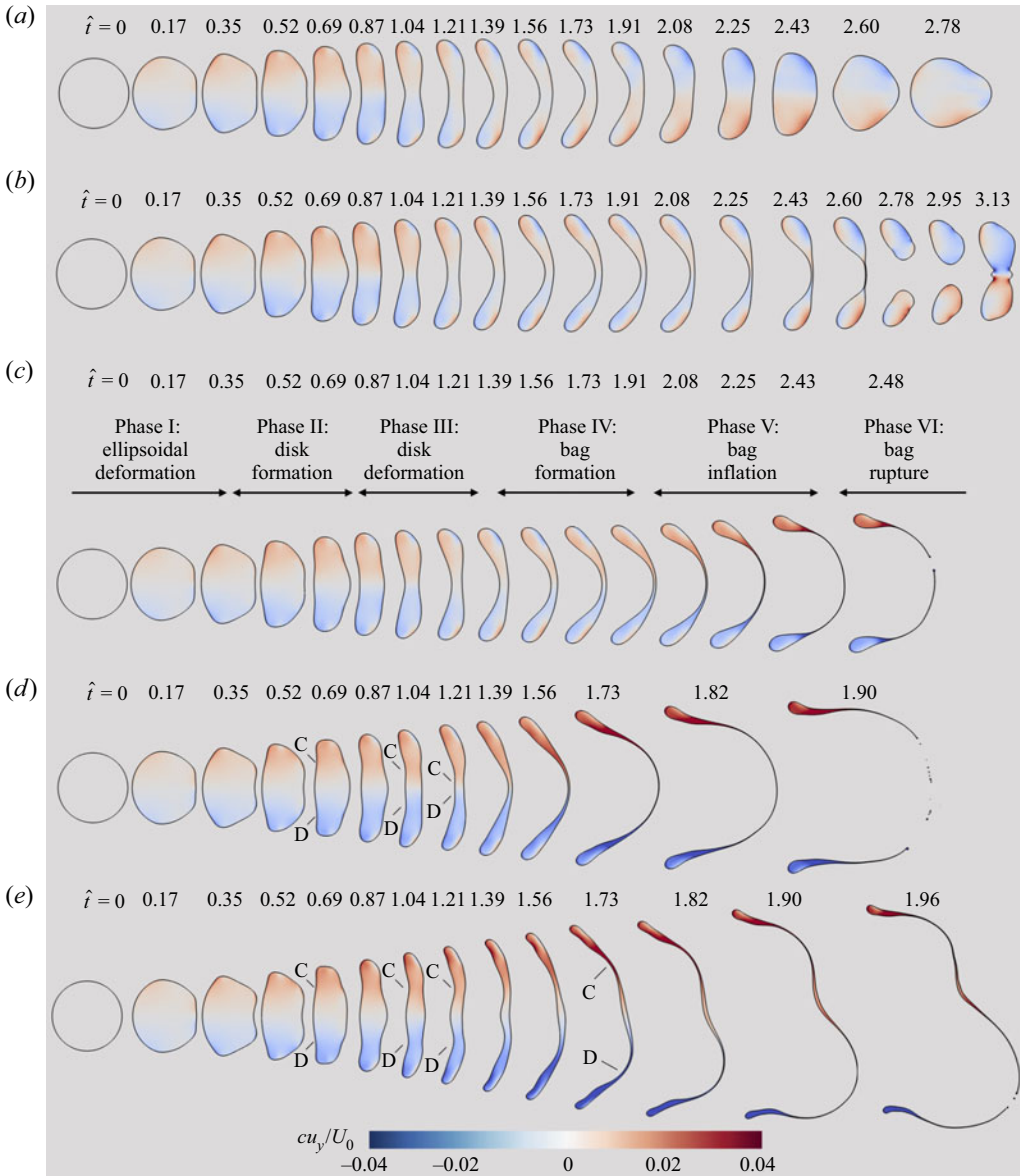 (a)
t̂ = 0 0.17 0.35 0.52 0.69 0.87 1.04 1.21 1.39 1.56 1.73 1.91 2.08 2.25 2.43 2.60 2.78
(b)
t̂ = 0 0.17 0.35 0.52 0.69 0.87 1.04 1.21 1.39 1.56 1.73 1.91 2.08 2.25 2.43 2.60 2.78 2.95 3.13
(c)
t̂ = 0 0.17 0.35 0.52 0.69 0.87 1.04 1.21 1.39 1.56 1.73 1.91 2.08 2.25 2.43 2.48
Phase I: Phase II: Phase III: Phase IV: Phase V: Phase VI:
ellipsoidal disk disk bag bag bag
deformation formation deformation formation inflation rupture
(d)
t̂ = 0 0.17 0.35 0.52 0.69 0.87 1.04 1.21 1.39 1.56 1.73 1.82 1.90
C C C
D D D
(e)
t̂ = 0 0.17 0.35 0.52 0.69 0.87 1.04 1.21 1.39 1.56 1.73 1.82 1.90 1.96
C C C C
D D D D
cu_y/U_0
−0.04 −0.02 0 0.02 0.04